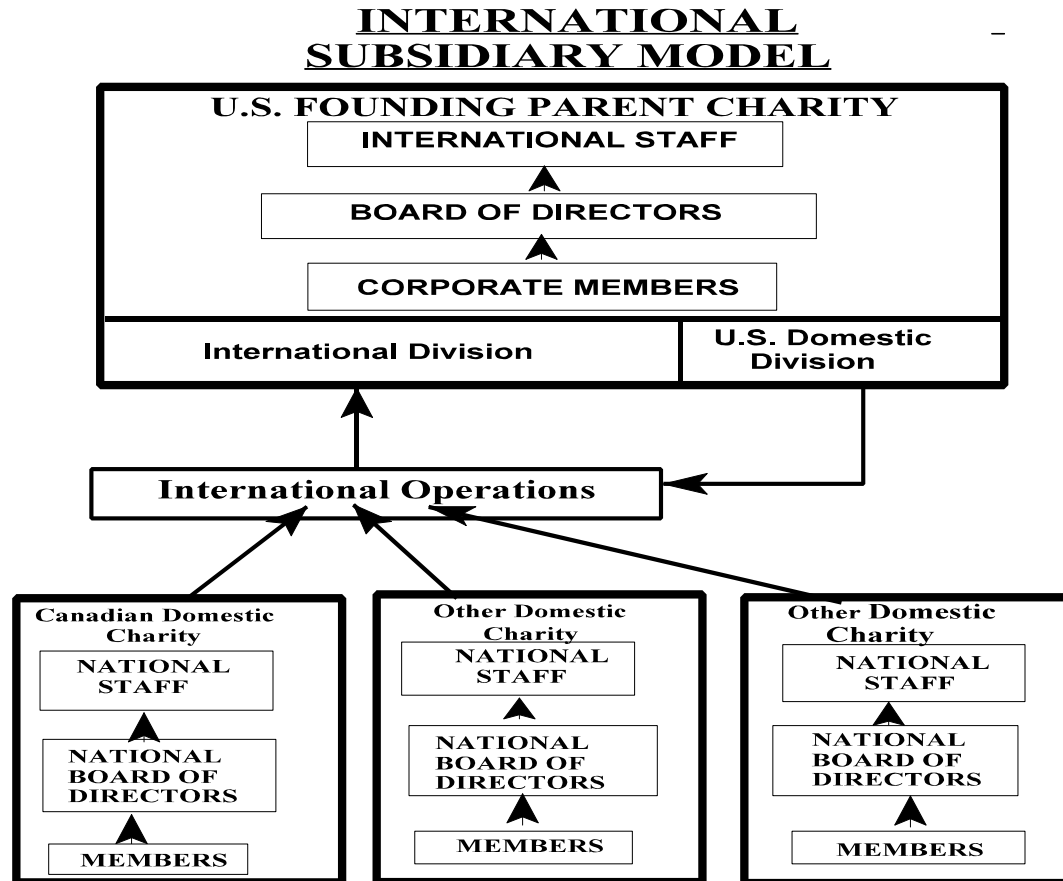 INTERNATIONAL
SUBSIDIARY MODEL
U.S. FOUNDING PARENT CHARITY
INTERNATIONAL STAFF
BOARD OF DIRECTORS
CORPORATE MEMBERS
International Division
U.S. Domestic
Division
International Operations
Canadian Domestic
Charity
NATIONAL
STAFF
NATIONAL
BOARD OF
DIRECTORS
MEMBERS
Other Domestic
Charity
NATIONAL
STAFF
NATIONAL
BOARD OF
DIRECTORS
MEMBERS
Other Domestic
Charity
NATIONAL
STAFF
NATIONAL
BOARD OF
DIRECTORS
MEMBERS